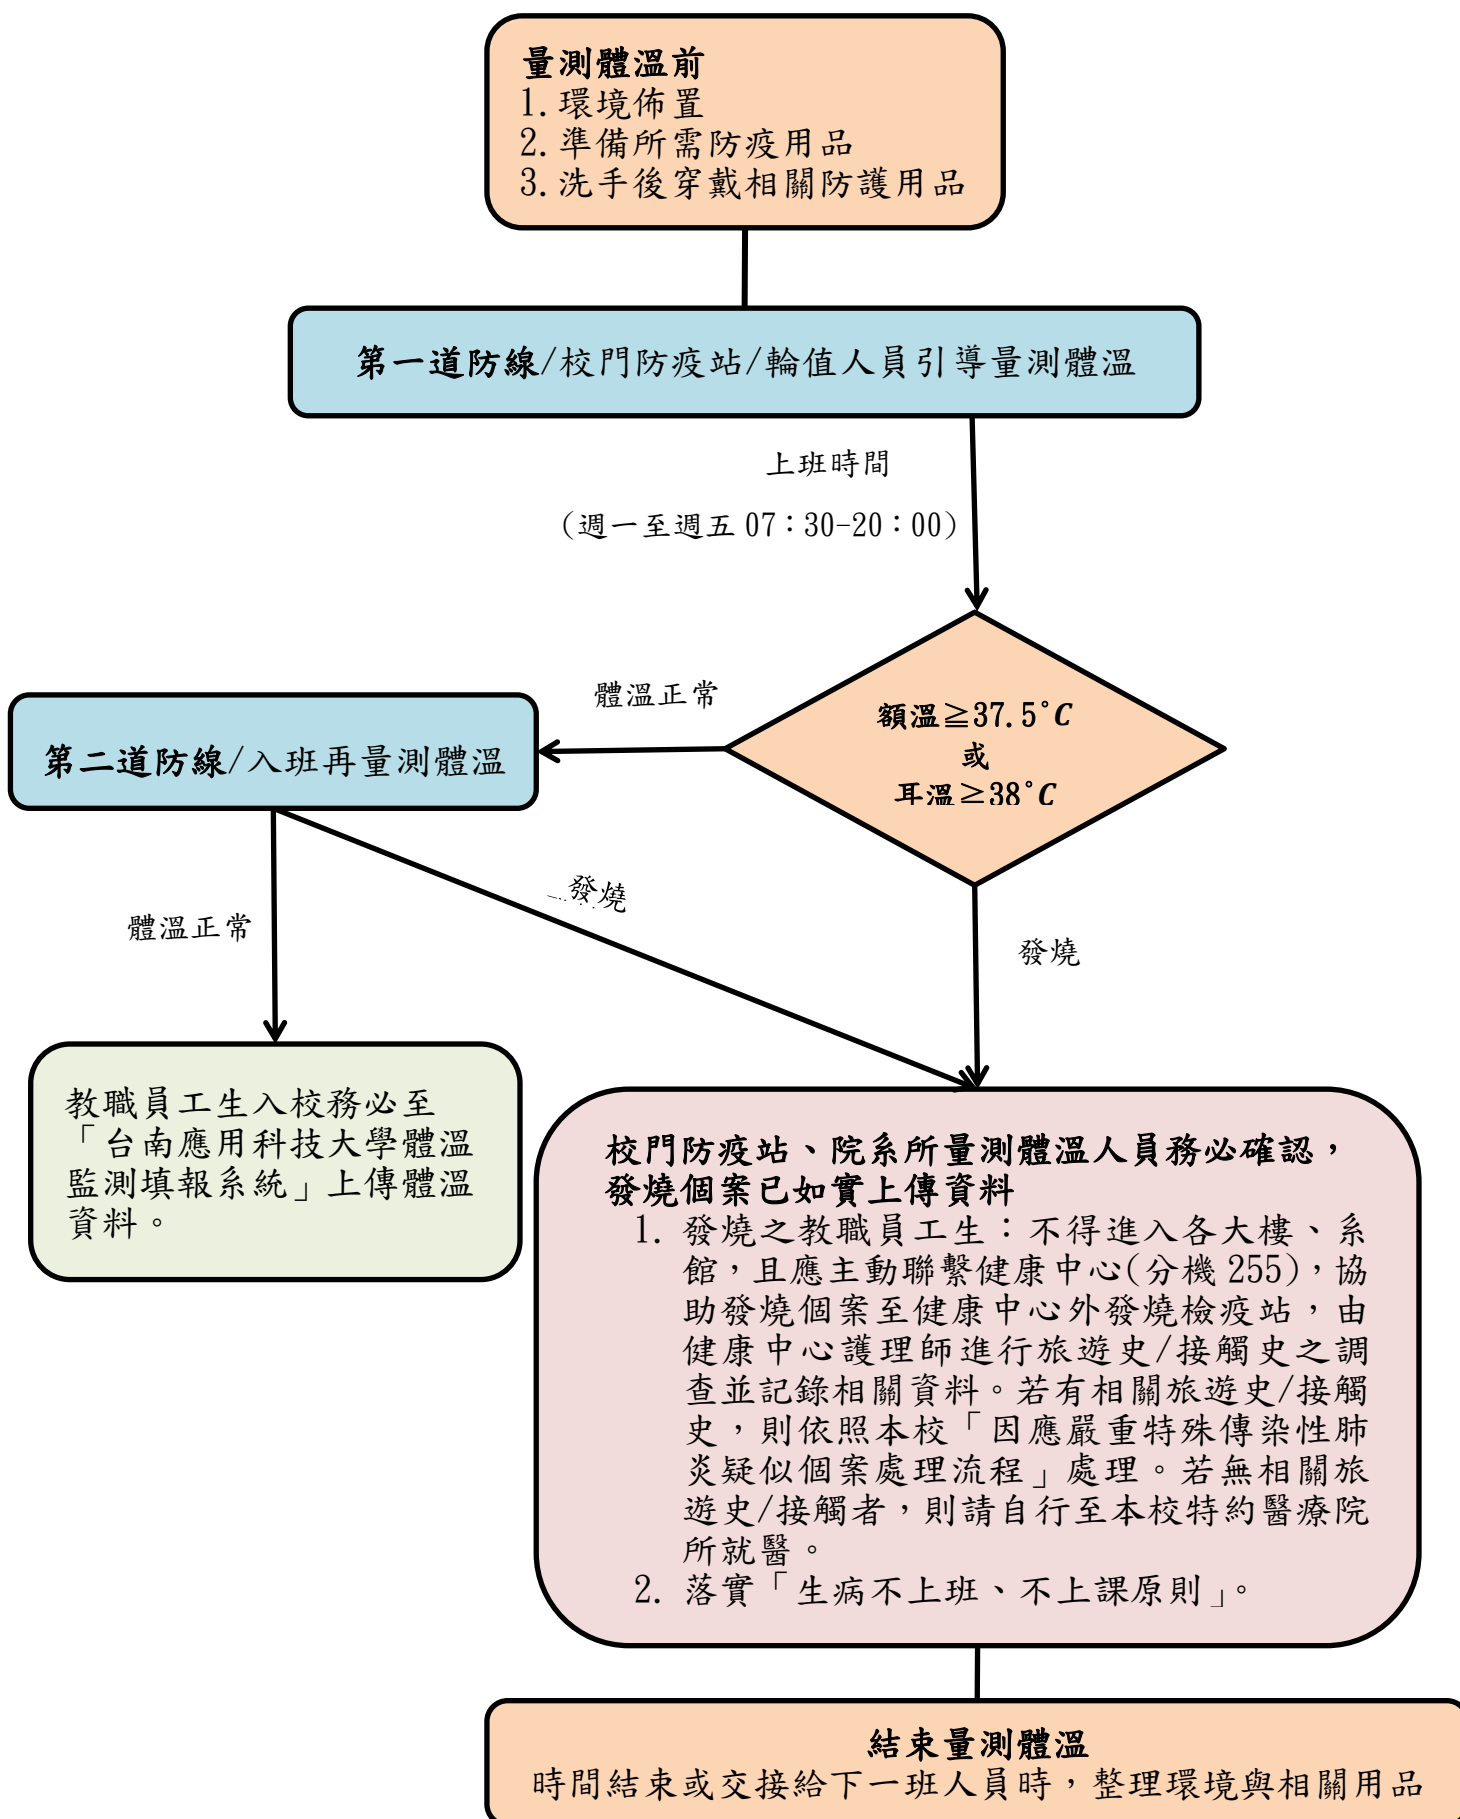 量測體溫前
1.環境佈置
2.準備所需防疫用品
3.洗手後穿戴相關防護用品
第一道防線/校門防疫站/輪值人員引導量測體溫
上班時間
(週一至週五 07：30-20：00)
體溫正常
額溫≧37.5˚C
或
耳溫≥38˚C
第二道防線/入班再量測體溫
發燒
體溫正常
發燒
教職員工生入校務必至
「台南應用科技大學體溫
監測填報系統」上傳體溫
資料。
校門防疫站、院系所量測體溫人員務必確認，
發燒個案已如實上傳資料
1. 發燒之教職員工生：不得進入各大樓、系
館，且應主動聯繫健康中心(分機 255)，協
助發燒個案至健康中心外發燒檢疫站，由
健康中心護理師進行旅遊史/接觸史之調
查並記錄相關資料。若有相關旅遊史/接觸
史，則依照本校「因應嚴重特殊傳染性肺
炎疑似個案處理流程」處理。若無相關旅
遊史/接觸者，則請自行至本校特約醫療院
所就醫。
2. 落實「生病不上班、不上課原則」。
結束量測體溫
時間結束或交接給下一班人員時，整理環境與相關用品